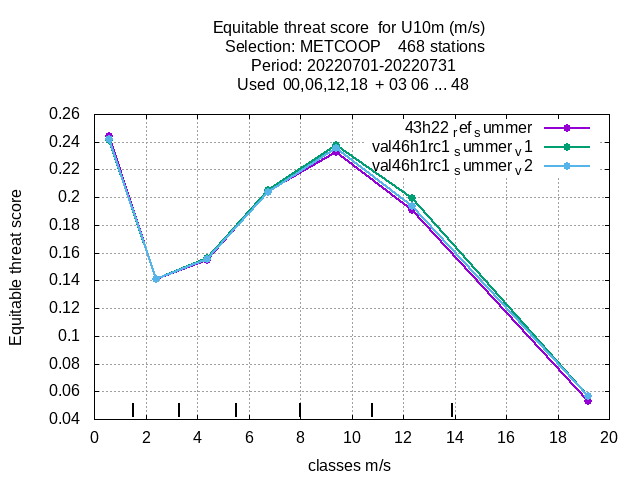 Equitable threat score for U10m (m/s)
Selection: METCOOP 468 stations
Period: 20220701-20220731
Used 00,06,12,18 + 03 06 ... 48
43h22 ref summer
val46h1rc1 summer v1
val46h1rc1 summer v2
Equitable threat score
0.26
0.24
0.22
0.2
0.18
0.16
0.14
0.12
0.1
0.08
0.06
0.04
0 2 4 6 8 10 12 14 16 18 20
classes m/s